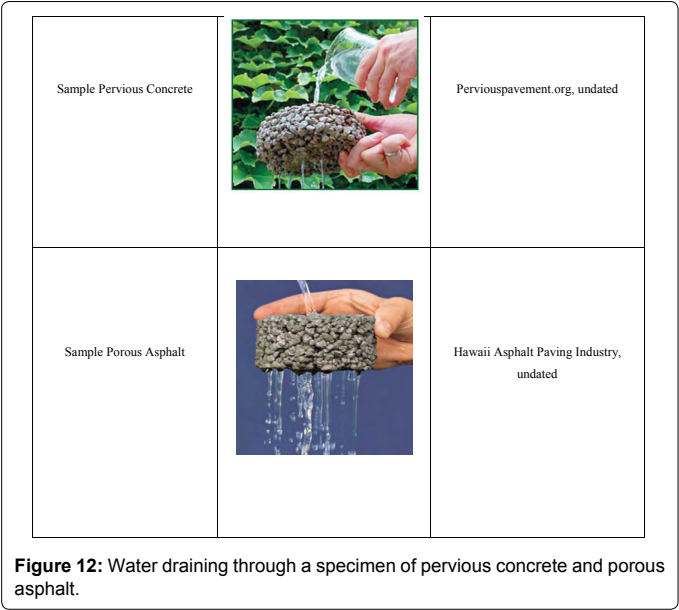 Sample Pervious Concrete
Perviouspavement.org, undated
Sample Porous Asphalt
Hawaii Asphalt Paving Industry,
undated
Figure 12: Water draining through a specimen of pervious concrete and porous
asphalt.